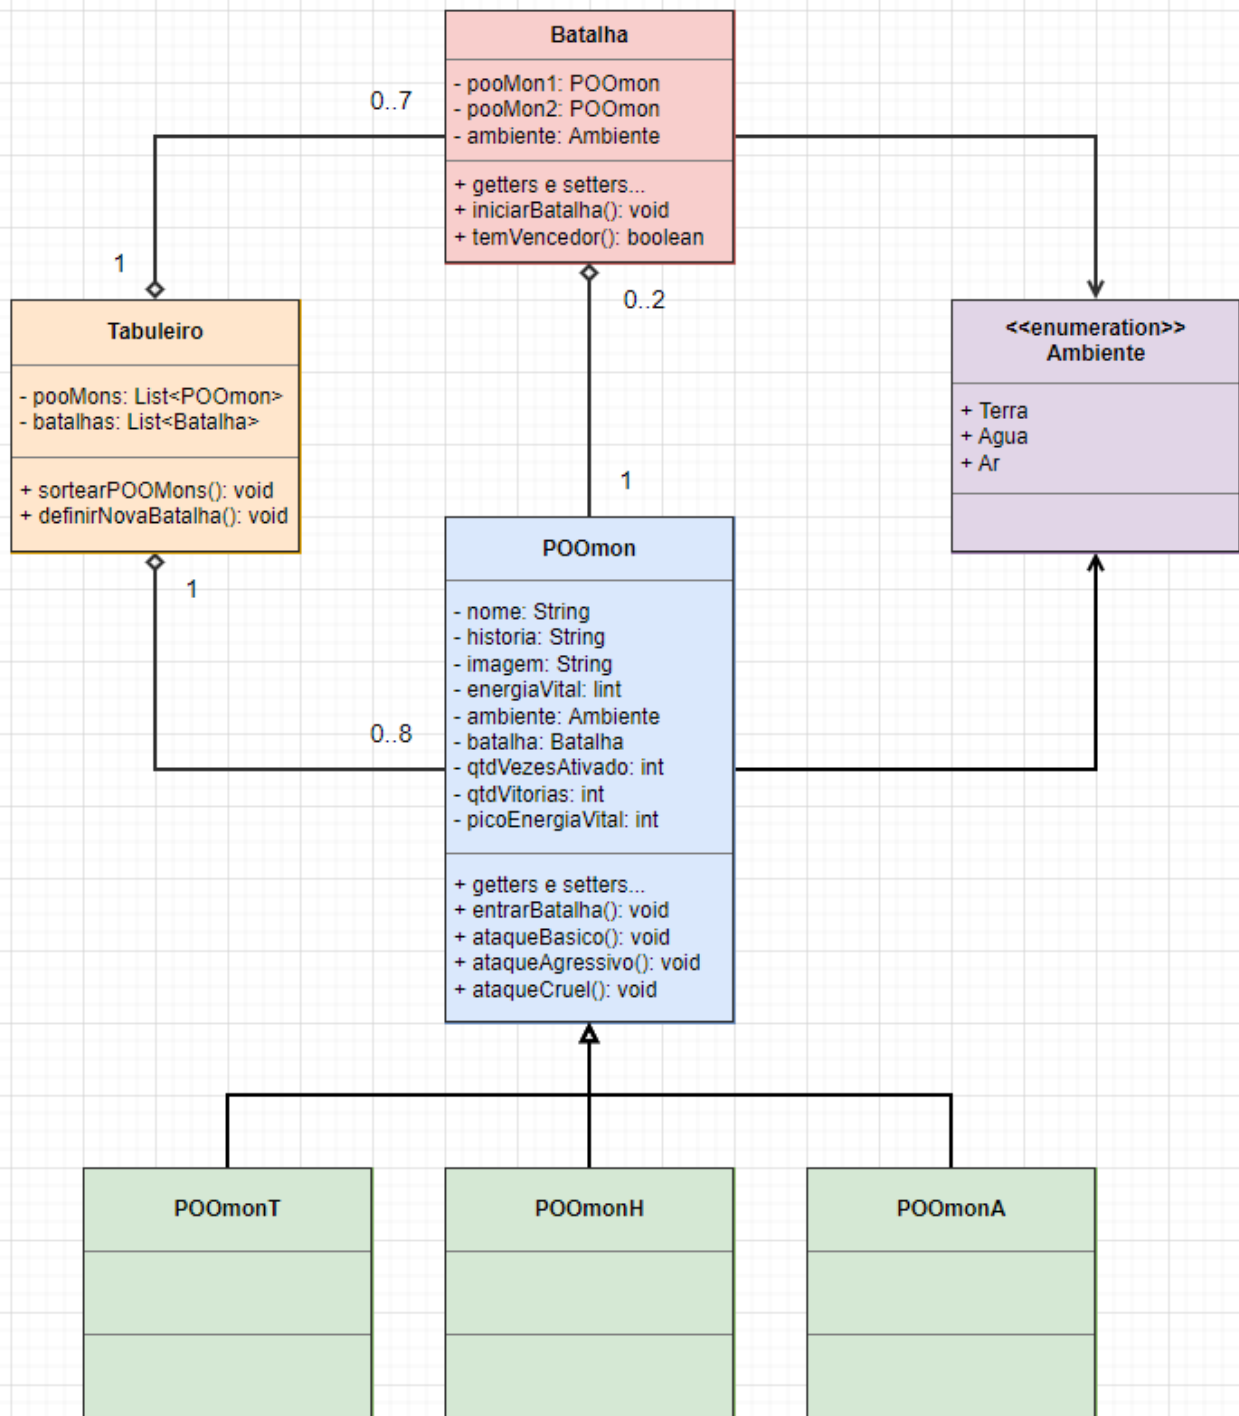 Batalha
- pooMon1: POOmon
- pooMon2: POOmon
- ambiente: Ambiente
+ getters e setters...
+ iniciarBatalha(): void
+ temVencedor(): boolean
0..7
1
0..2
1
Tabuleiro
- pooMons: List<POOmon>
- batalhas: List<Batalha>
+ sortearPOOMons(): void
+ definirNovaBatalha(): void
1
0..8
<<enumeration>>
Ambiente
+ Terra
+ Agua
+ Ar
POOmon
- nome: String
- historia: String
- imagem: String
- energiaVital: lint
- ambiente: Ambiente
- batalha: Batalha
- qtdVezesAtivado: int
- qtdVitorias: int
- picoEnergiaVital: int
+ getters e setters...
+ entrarBatalha(): void
+ ataqueBasico(): void
+ ataqueAgressivo(): void
+ ataqueCruel(): void
POOmonT
POOmonH
POOmonA